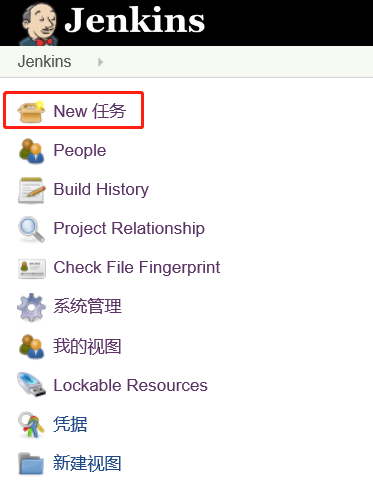 Jenkins
Jenkins
New 任务
People
Build History
Project Relationship
Check File Fingerprint
系统管理
我的视图
Lockable Resources
凭据
新建视图